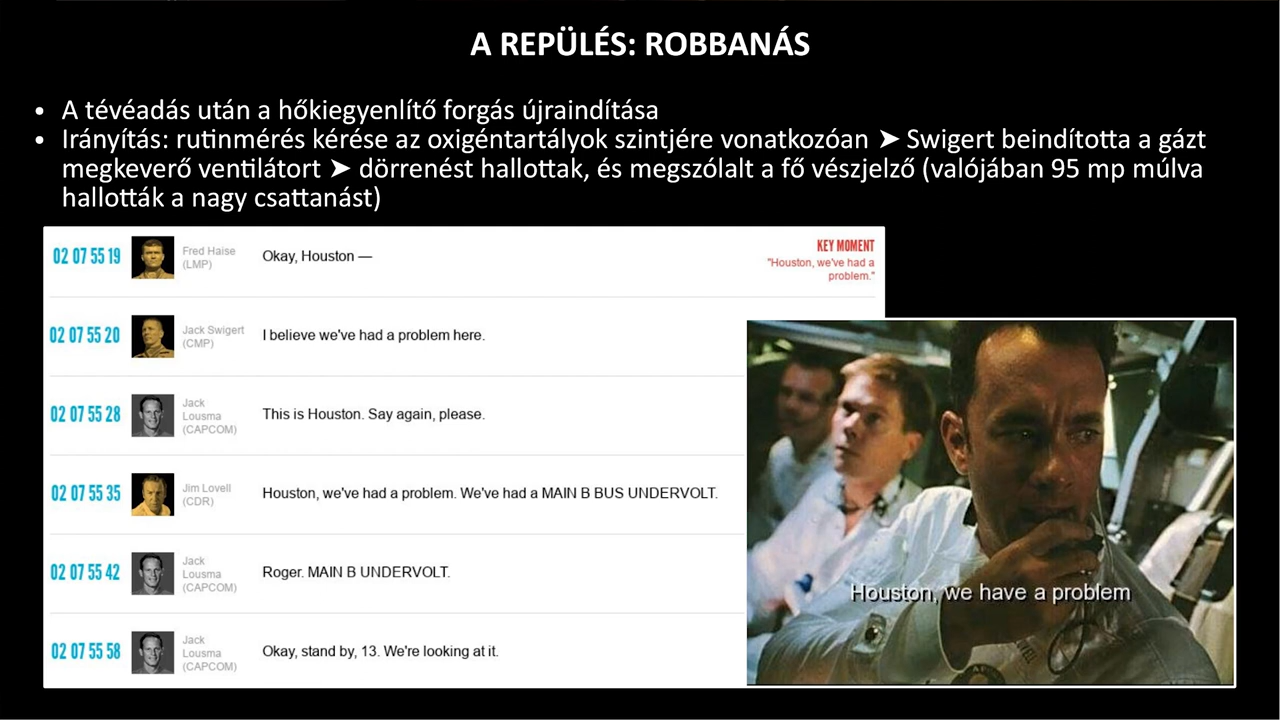 A REPÜLÉS: ROBBANÁS
• A tévéadás után a hőkiegyenlítő forgás újraindítása
• Irányítás: rutinmérés kérése az oxigéntartályok szintjére vonatkozóan ➤ Swigert beindította a gázt
megkeverő ventilátort ➤ dörrenést hallottak, és megszólalt a fő vészjelző (valójában 95 mp múlva
hallották a nagy csattanást)
02 07 55 19
Fred Haise
(LMP)
Okay, Houston —
KEY MOMENT
"Houston, we've had a
problem."
02 07 55 20
Jack Swigert
(CMP)
I believe we've had a problem here.
02 07 55 28
Jack
Lousma
(CAPCOM)
This is Houston. Say again, please.
02 07 55 35
Jim Lovell
(CDR)
Houston, we've had a problem. We've had a MAIN B BUS UNDERVOLT.
02 07 55 42
Jack
Lousma
(CAPCOM)
Roger. MAIN B UNDERVOLT.
02 07 55 58
Jack
Lousma
(CAPCOM)
Okay, stand by, 13. We're looking at it.
Houston, we have a problem